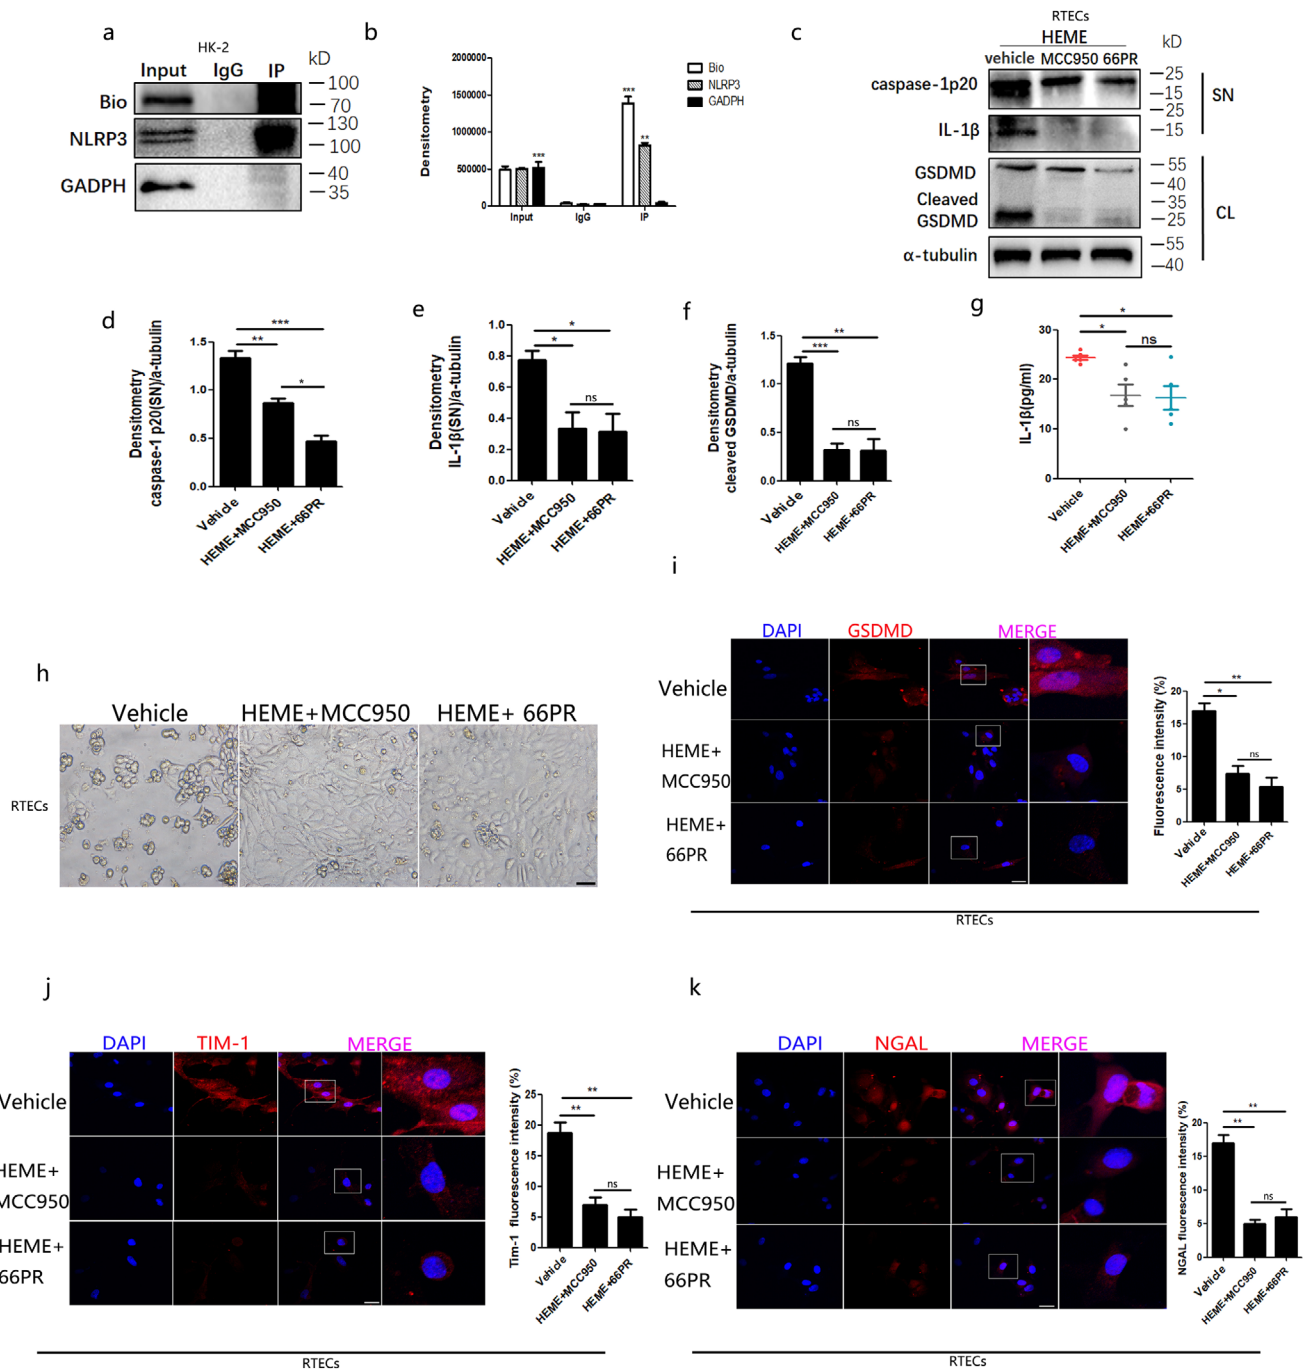 a
HK-2
kD
Input IgG IP
Bio
NLRP3
GADPH
100
70
130
100
40
35
b
Densitometry
2000000
1500000
1000000
500000
0
***
***
**
Input IgG IP
Bio
NLRP3
GADPH
c
RTECs
HEME
vehicle MCC950 66PR
kD
caspase-1p20
IL-1β
GSDMD
Cleaved
GSDMD
α-tubulin
25
15
25
15
55
40
35
25
55
40
SN
CL
d
Densitometry
caspase-1 p20(SN)/a-tubulin
1.5
1.0
0.5
0.0
***
**
*
Vehicle
HEME+MCC950
HEME+66PR
e
Densitometry
IL-1β(SN)/a-tubulin
1.0
0.8
0.6
0.4
0.2
0.0
*
*
ns
Vehicle
HEME+MCC950
HEME+66PR
f
Densitometry
cleaved GSDMD/a-tubulin
1.5
1.0
0.5
0.0
**
***
ns
Vehicle
HEME+MCC950
HEME+66PR
g
IL-1β(pg/ml)
30
20
10
0
*
*
ns
Vehicle
HEME+MCC950
HEME+66PR
h
Vehicle HEME+MCC950 HEME+ 66PR
RTECs
i
DAPI GSDMD MERGE
Vehicle
HEME+
MCC950
HEME+
66PR
RTECs
Fluorescence intensity (%)
20
15
10
5
0
**
*
ns
Vehicle
HEME+MCC950
HEME+66PR
j
DAPI TIM-1 MERGE
Vehicle
HEME+
MCC950
HEME+
66PR
RTECs
Tim-1 fluorescence intensity (%)
25
20
15
10
5
0
**
**
ns
Vehicle
HEME+MCC950
HEME+66PR
k
DAPI NGAL MERGE
Vehicle
HEME+
MCC950
HEME+
66PR
RTECs
NGAL fluorescence intensity (%)
20
15
10
5
0
**
**
ns
Vehicle
HEME+MCC950
HEME+66PR